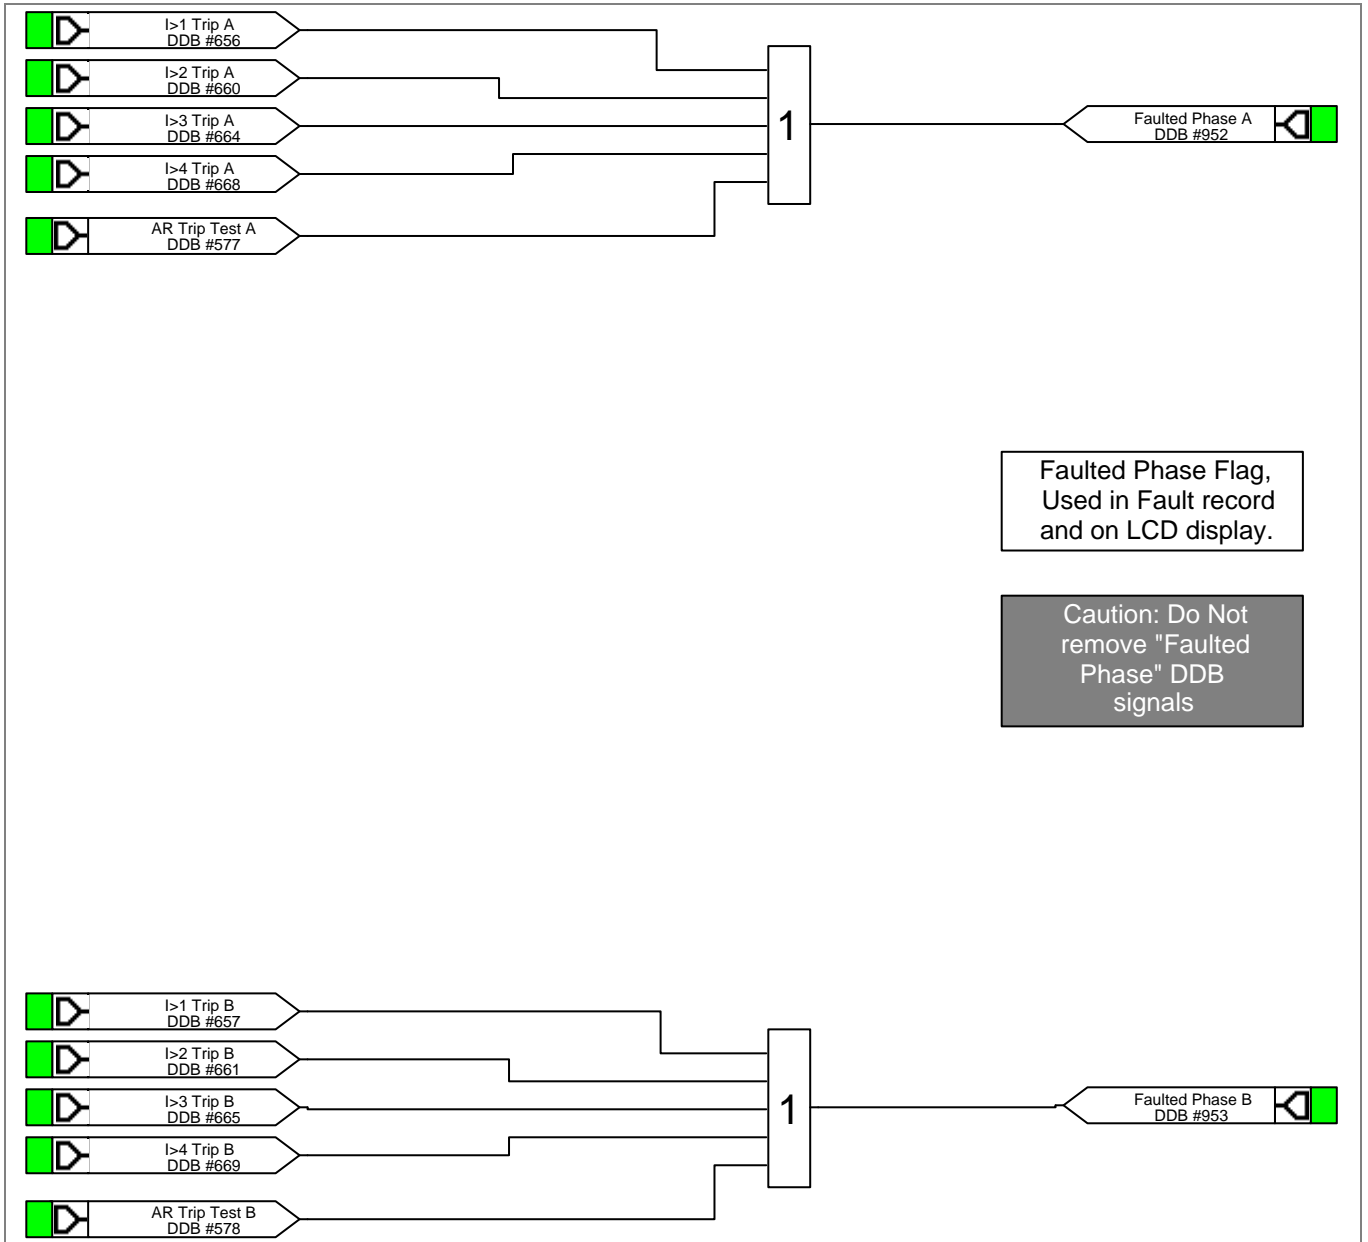 I>1 Trip A
DDB #656
I>2 Trip A
DDB #660
I>3 Trip A
DDB #664
I>4 Trip A
DDB #668
AR Trip Test A
DDB #577
1
Faulted Phase A
DDB #952
Faulted Phase Flag,
Used in Fault record
and on LCD display.
Caution: Do Not
remove "Faulted
Phase" DDB
signals
I>1 Trip B
DDB #657
I>2 Trip B
DDB #661
I>3 Trip B
DDB #665
I>4 Trip B
DDB #669
AR Trip Test B
DDB #578
1
Faulted Phase B
DDB #953